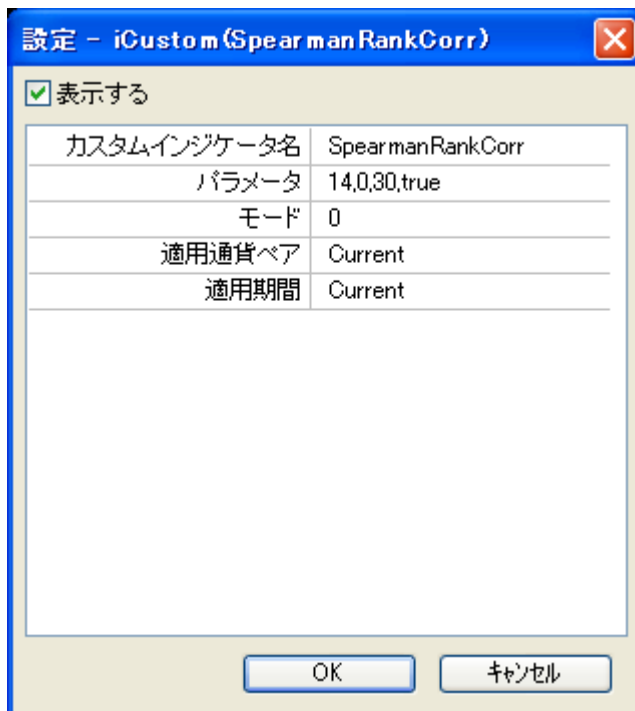 設定 - iCustom(SpearmanRankCorr)
表示する
カスタムインジケータ名 SpearmanRankCorr
パラメータ 14,0,30,true
モード 0
適用通貨ペア Current
適用期間 Current
OK キャンセル